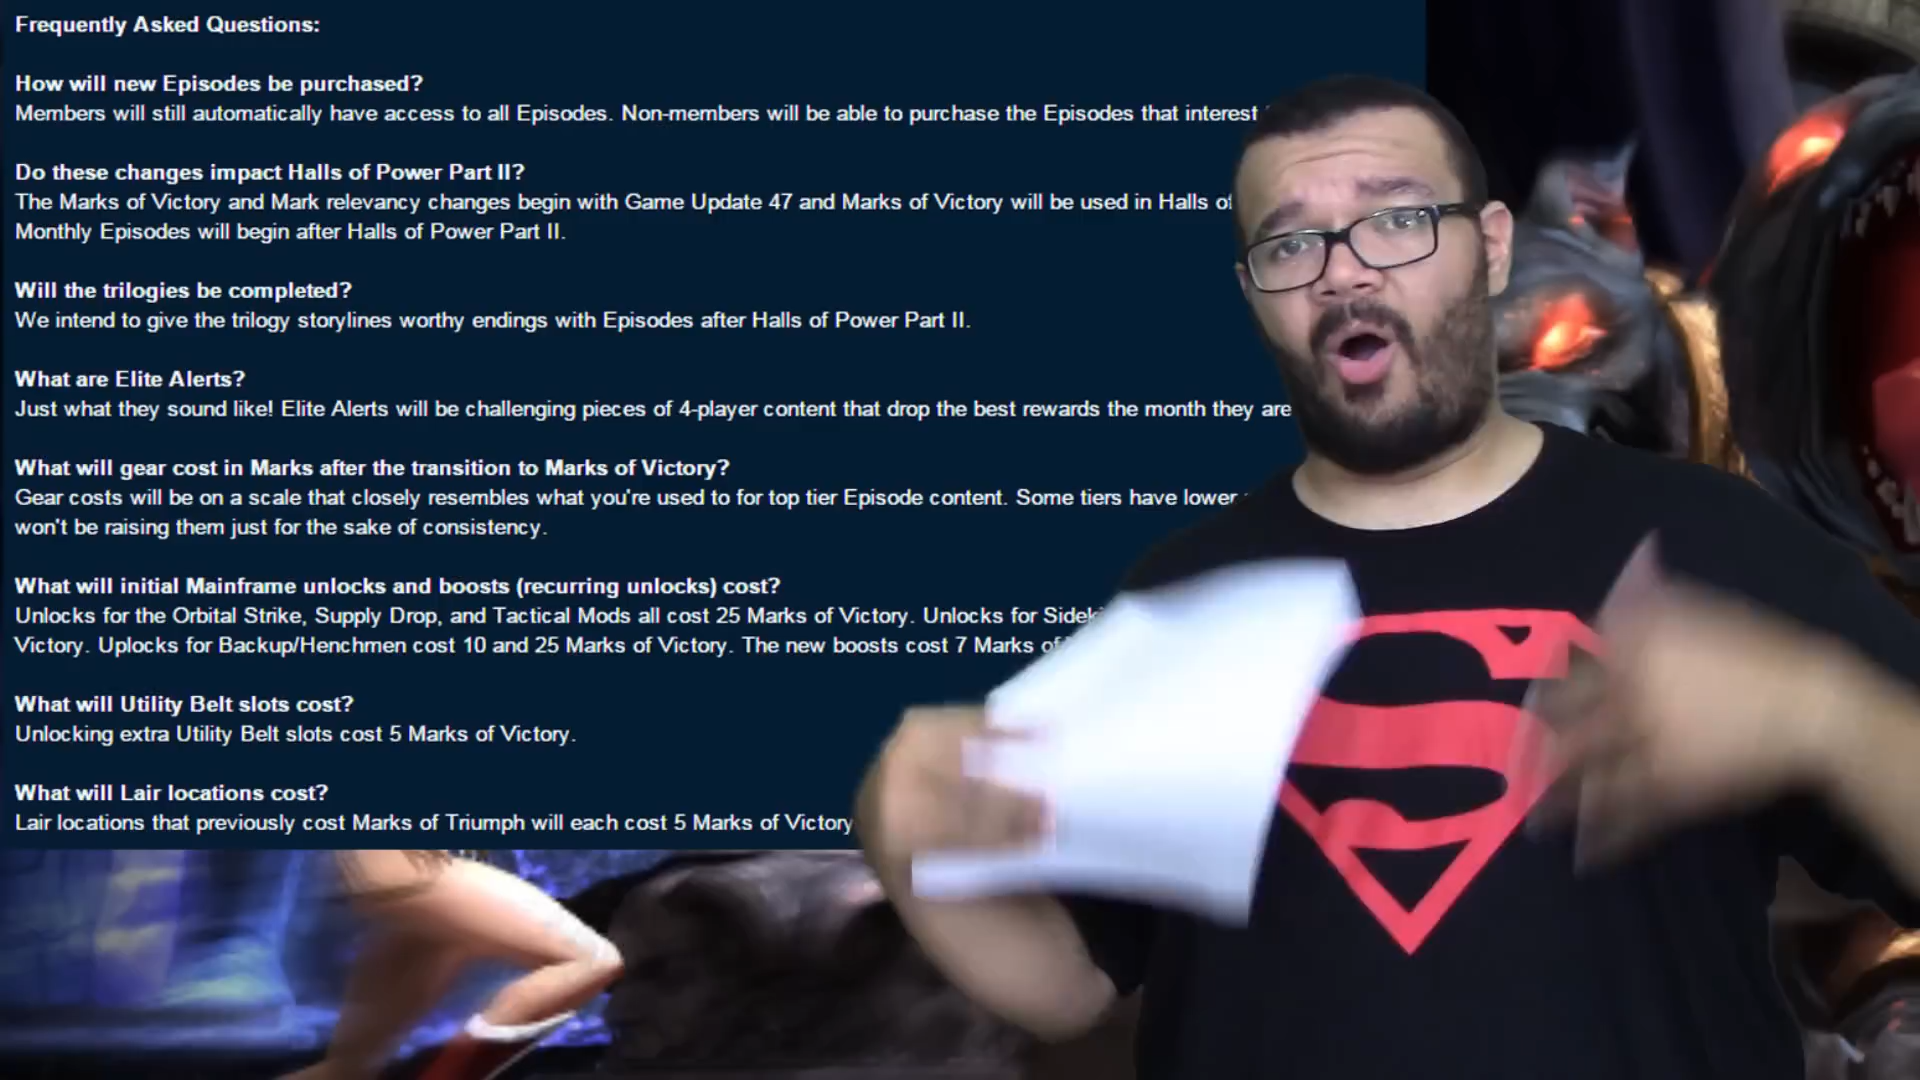 Frequently Asked Questions:
How will new Episodes be purchased?
Members will still automatically have access to all Episodes. Non-members will be able to purchase the Episodes that interest
Do these changes impact Halls of Power Part II?
The Marks of Victory and Mark relevancy changes begin with Game Update 47 and Marks of Victory will be used in Halls of
Monthly Episodes will begin after Halls of Power Part II.
Will the trilogies be completed?
We intend to give the trilogy storylines worthy endings with Episodes after Halls of Power Part II.
What are Elite Alerts?
Just what they sound like! Elite Alerts will be challenging pieces of 4-player content that drop the best rewards the month they are
What will gear cost in Marks after the transition to Marks of Victory?
Gear costs will be on a scale that closely resembles what you're used to for top tier Episode content. Some tiers have lower
won't be raising them just for the sake of consistency.
What will initial Mainframe unlocks and boosts (recurring unlocks) cost?
Unlocks for the Orbital Strike, Supply Drop, and Tactical Mods all cost 25 Marks of Victory. Unlocks for
Victory. Uplocks for Backup/Henchmen cost 10 and 25 Marks of Victory. The new boosts cost 7 Marks of
What will Utility Belt slots cost?
Unlocking extra Utility Belt slots cost 5 Marks of Victory.
What will Lair locations cost?
Lair locations that previously cost Marks of Triumph will each cost 5 Marks of Victory
S